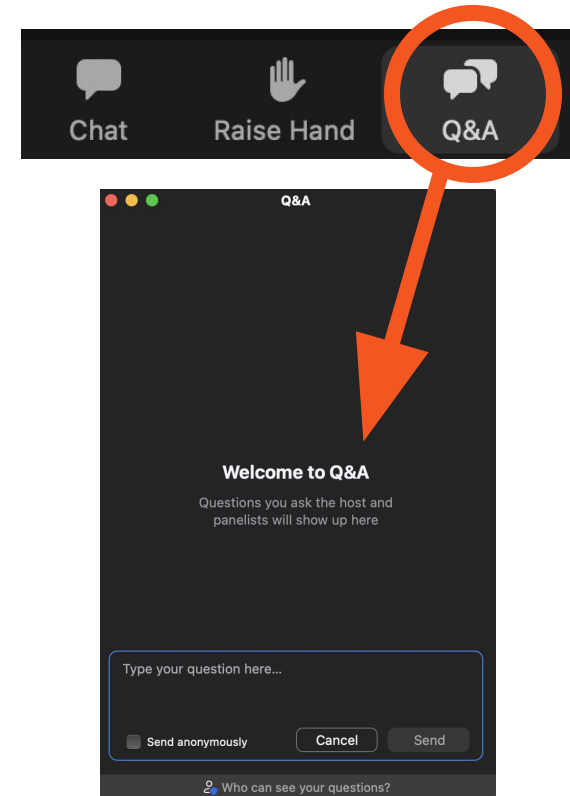 Chat
Raise Hand
Q&A
Q&A
Welcome to Q&A
Questions you ask the host and
panelists will show up here
Type your question here...
Send anonymously
Cancel
Send
Who can see your questions?